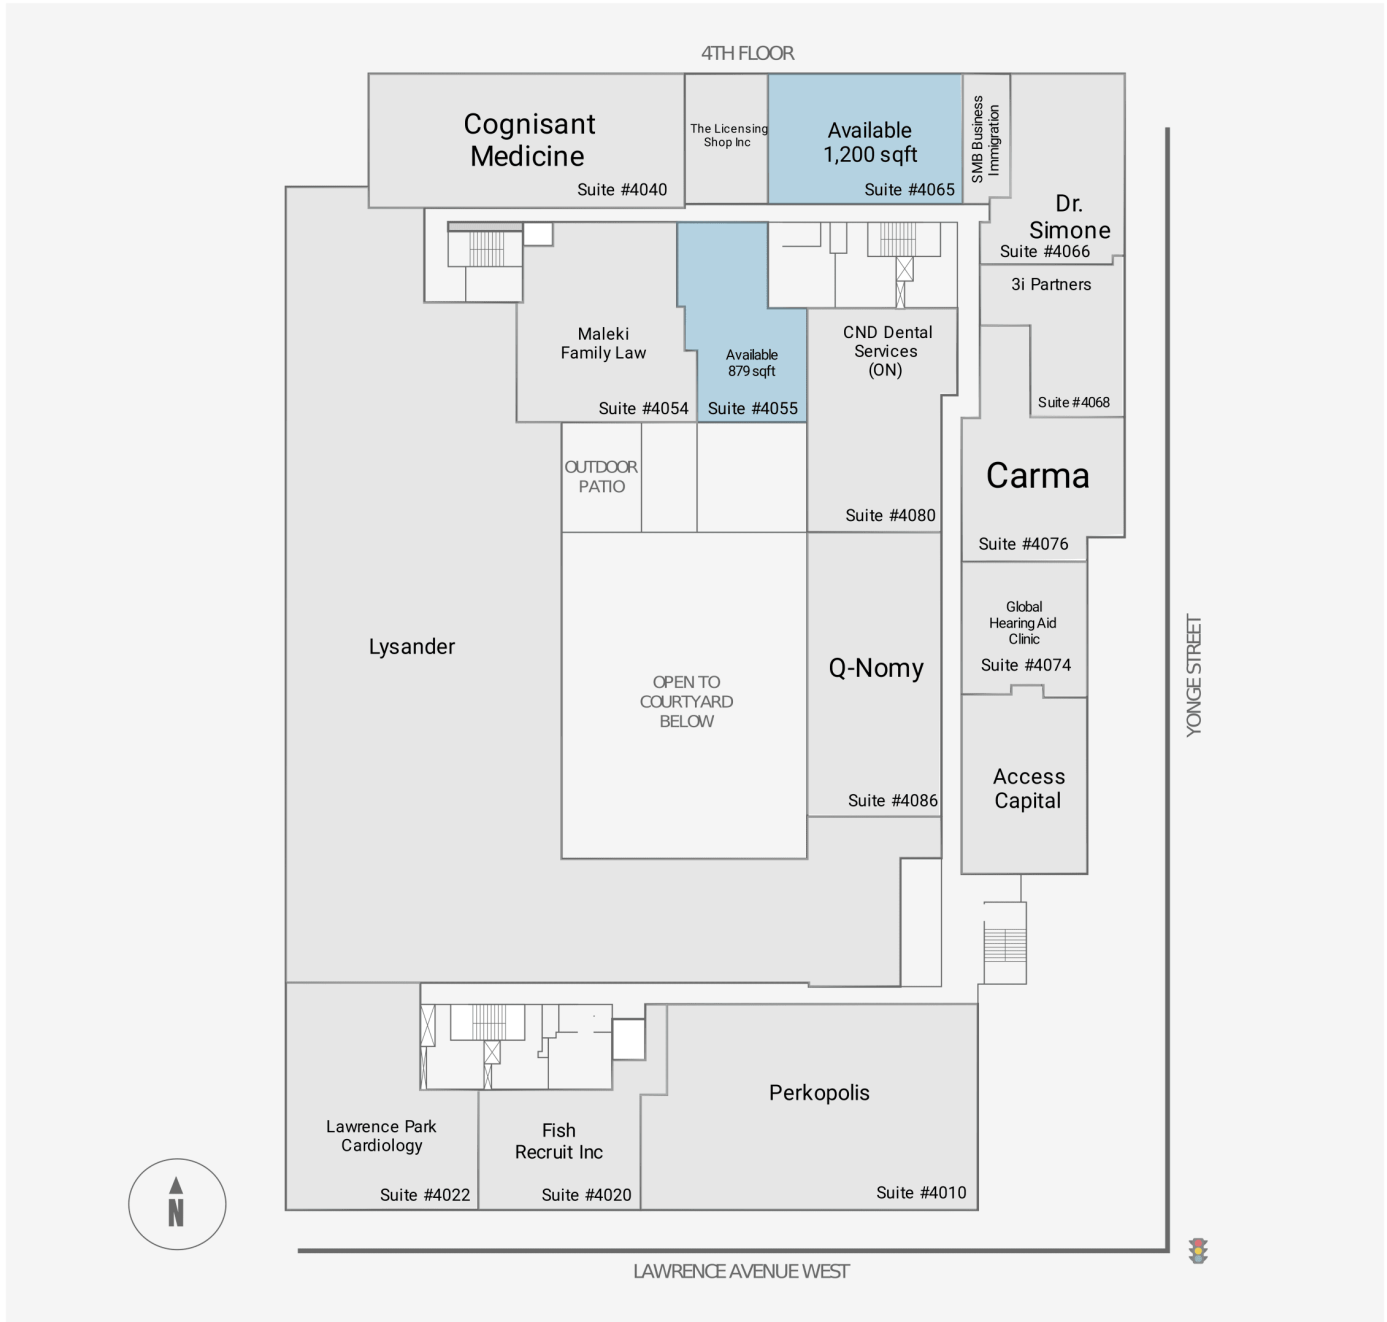 4TH FLOOR
Cognisant
Medicine
Suite #4040
The Licensing
Shop Inc
Available
1,200 sqft
Suite #4065
SMB Business
Immigration
Dr.
Simone
Suite #4066
3i Partners
Suite #4068
Maleki
Family Law
Suite #4054
Available
879 sqft
Suite #4055
CND Dental
Services
(ON)
Suite #4080
OUTDOOR
PATIO
Carma
Suite #4076
Global
Hearing Aid
Clinic
Suite #4074
Lysander
OPEN TO
COURTYARD
BELOW
Q-Nomy
Suite #4086
Access
Capital
YONGE STREET
Perkopolis
Suite #4010
Lawrence Park
Cardiology
Suite #4022
Fish
Recruit Inc
Suite #4020
N
LAWRENCE AVENUE WEST